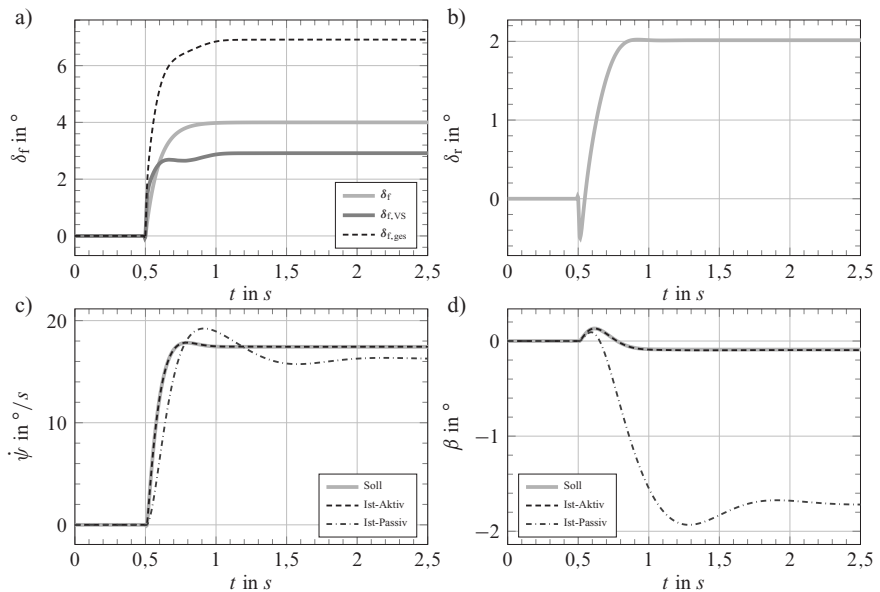 a)
6
4
2
0
δf in °
δf
δf,VS
δf,ges
0 0,5 1 1,5 2 2,5
t in s
b)
2
1
0
δr in °
0 0,5 1 1,5 2 2,5
t in s
c)
20
10
0
ψ̇ in °/s
Soll
Ist-Aktiv
Ist-Passiv
0 0,5 1 1,5 2 2,5
t in s
d)
0
−1
−2
β in °
Soll
Ist-Aktiv
Ist-Passiv
0 0,5 1 1,5 2 2,5
t in s